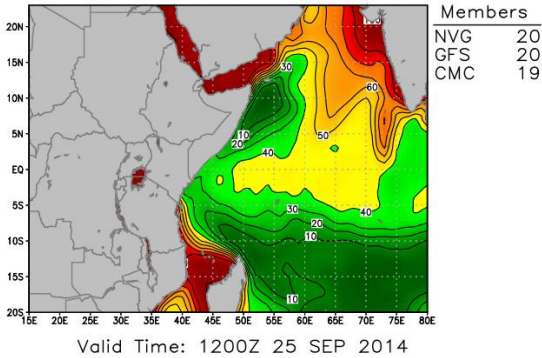 Members
NVG 20
GFS 20
CMC 19
20N
15N
10N
5N
EQ
5S
10S
15S
20S
100
30
60
50
10
20
40
30
20
40
10
10
15E 20E 25E 30E 35E 40E 45E 50E 55E 60E 65E 70E 75E 80E
Valid Time: 1200Z 25 SEP 2014